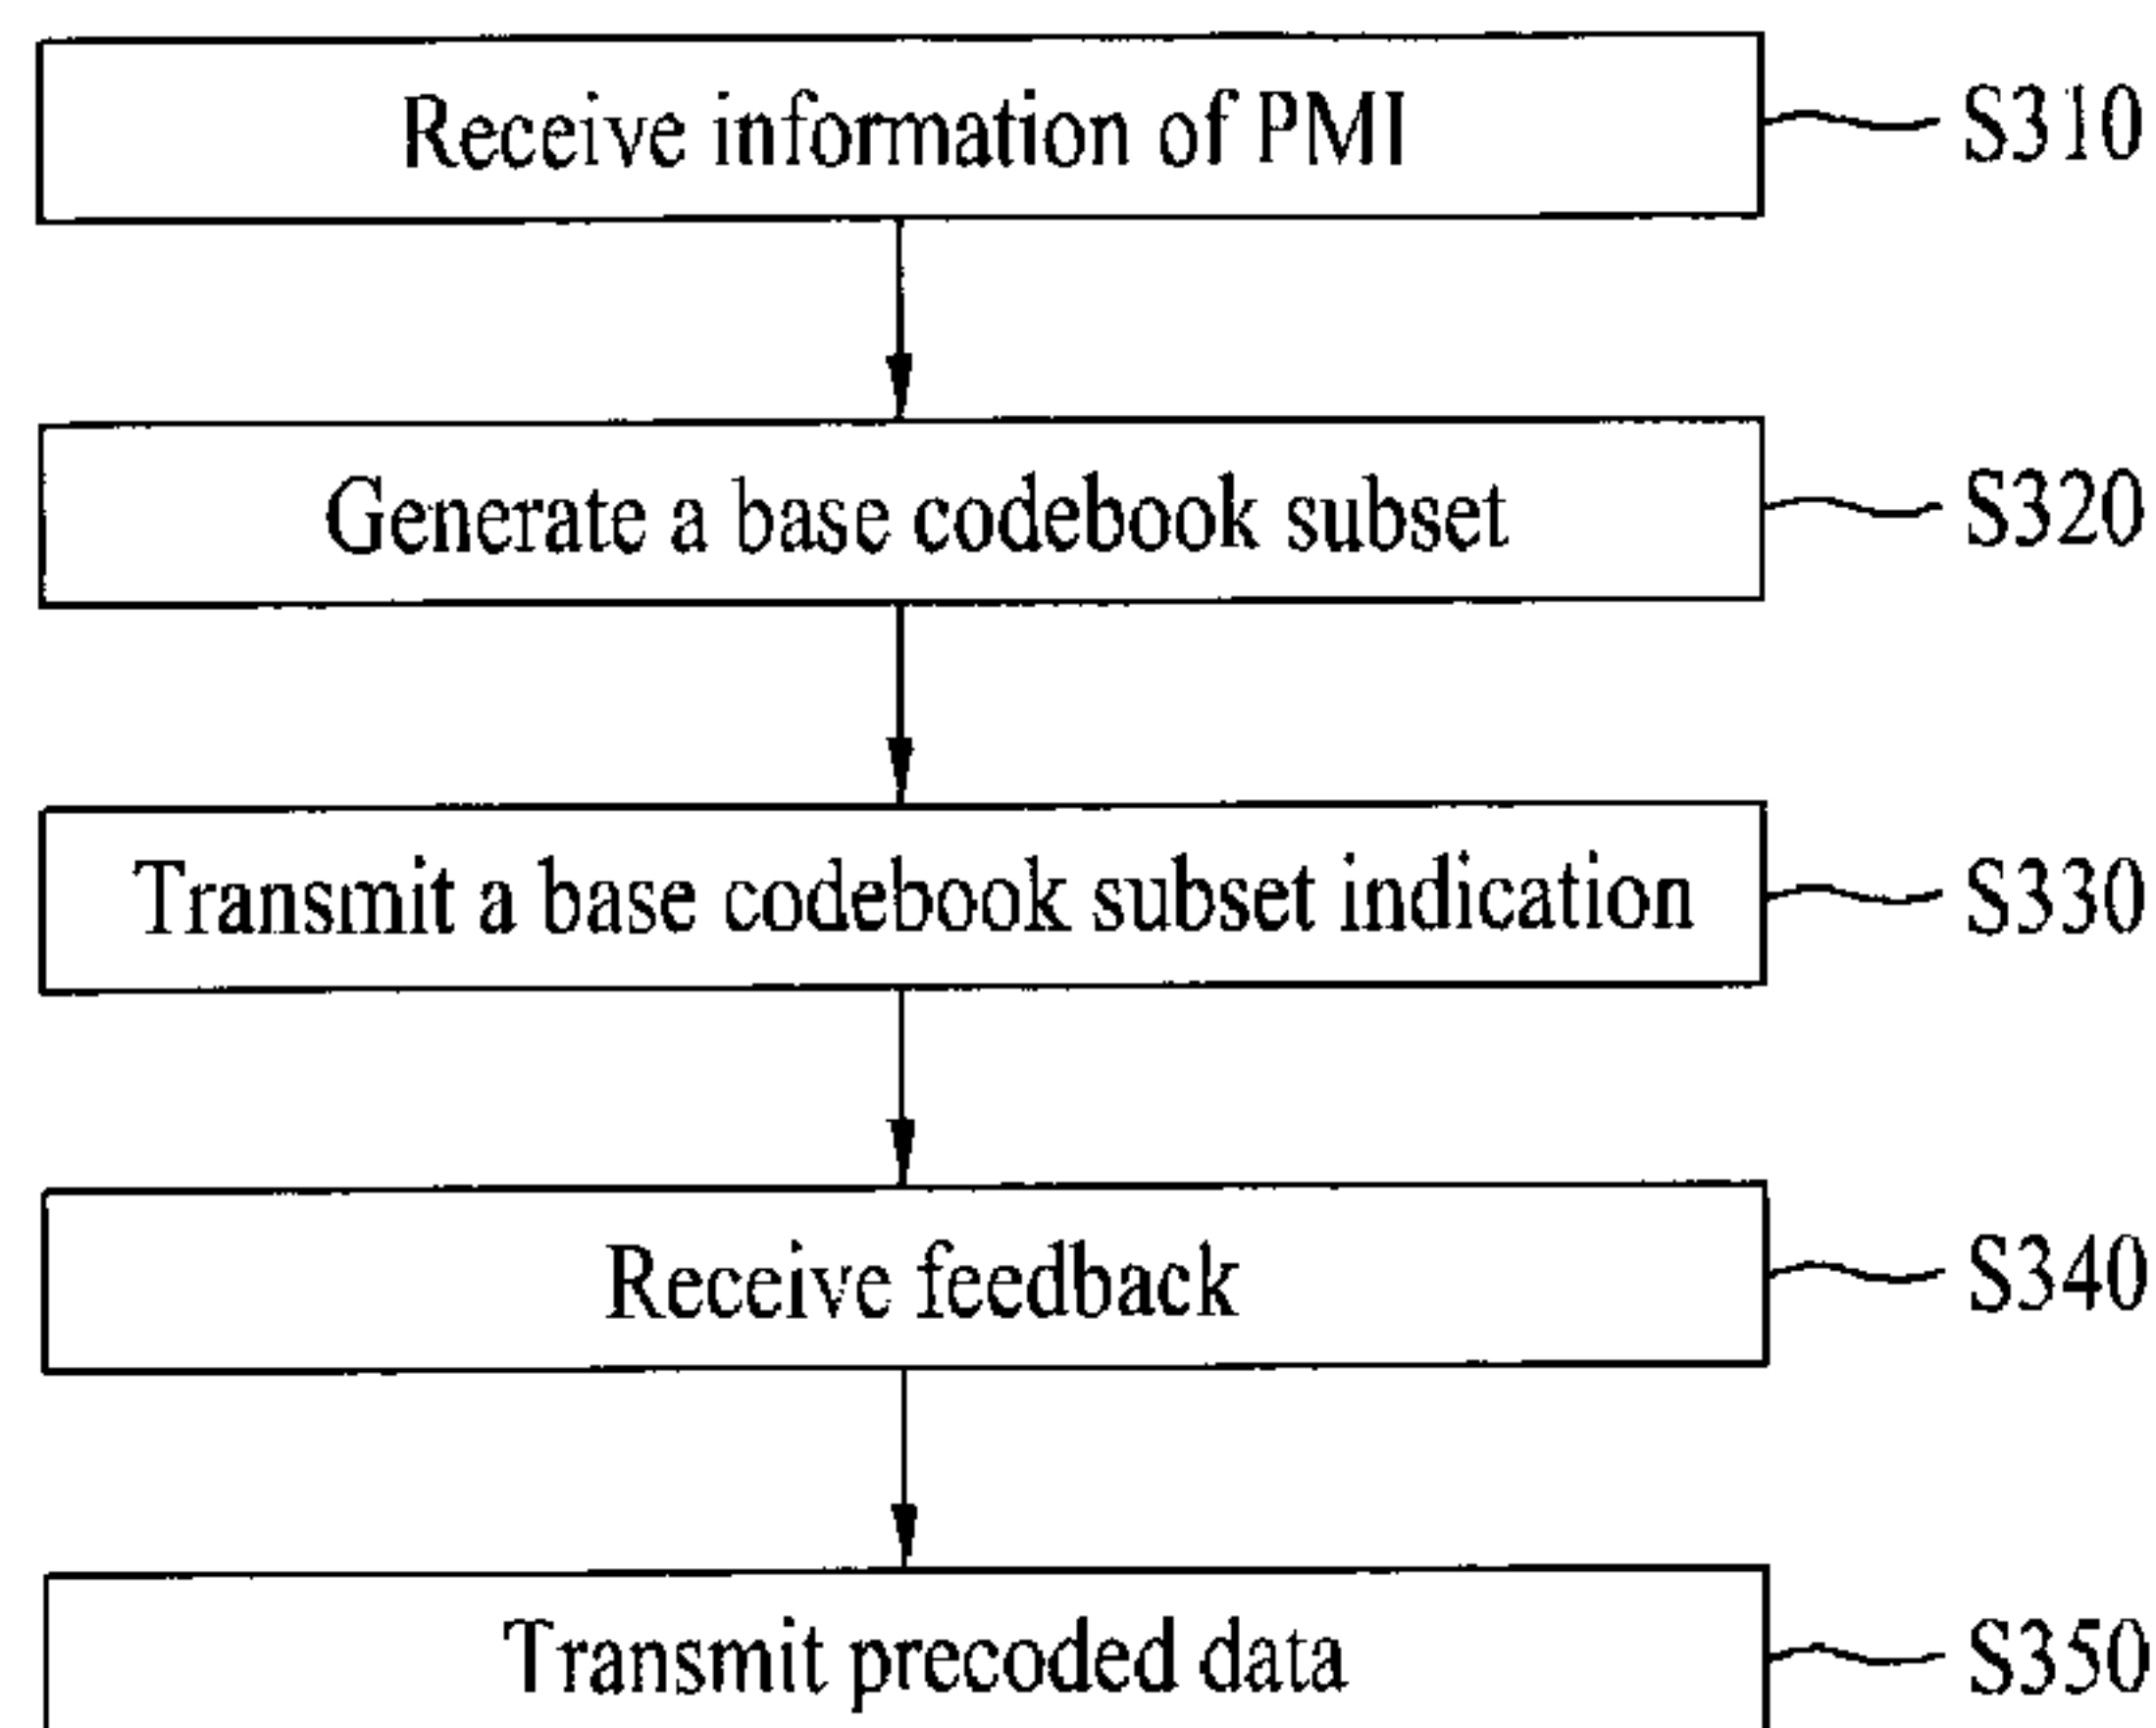 Receive information of PMI S310
Generate a base codebook subset S320
Transmit a base codebook subset indication S330
Receive feedback S340
Transmit precoded data S350